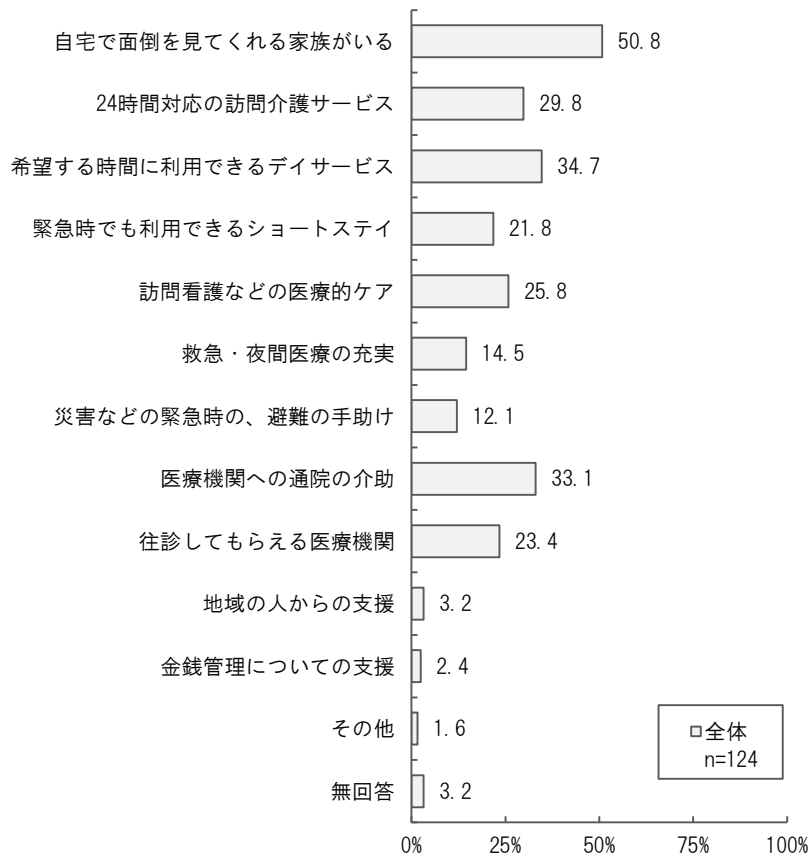 自宅で面倒を見てくれる家族がいる 50.8
24時間対応の訪問介護サービス 29.8
希望する時間に利用できるデイサービス 34.7
緊急時でも利用できるショートステイ 21.8
訪問看護などの医療的ケア 25.8
救急・夜間医療の充実 14.5
災害などの緊急時の、避難の手助け 12.1
医療機関への通院の介助 33.1
往診してもらえる医療機関 23.4
地域の人からの支援 3.2
金銭管理についての支援 2.4
その他 1.6
無回答 3.2
全体
n=124
0% 25% 50% 75% 100%